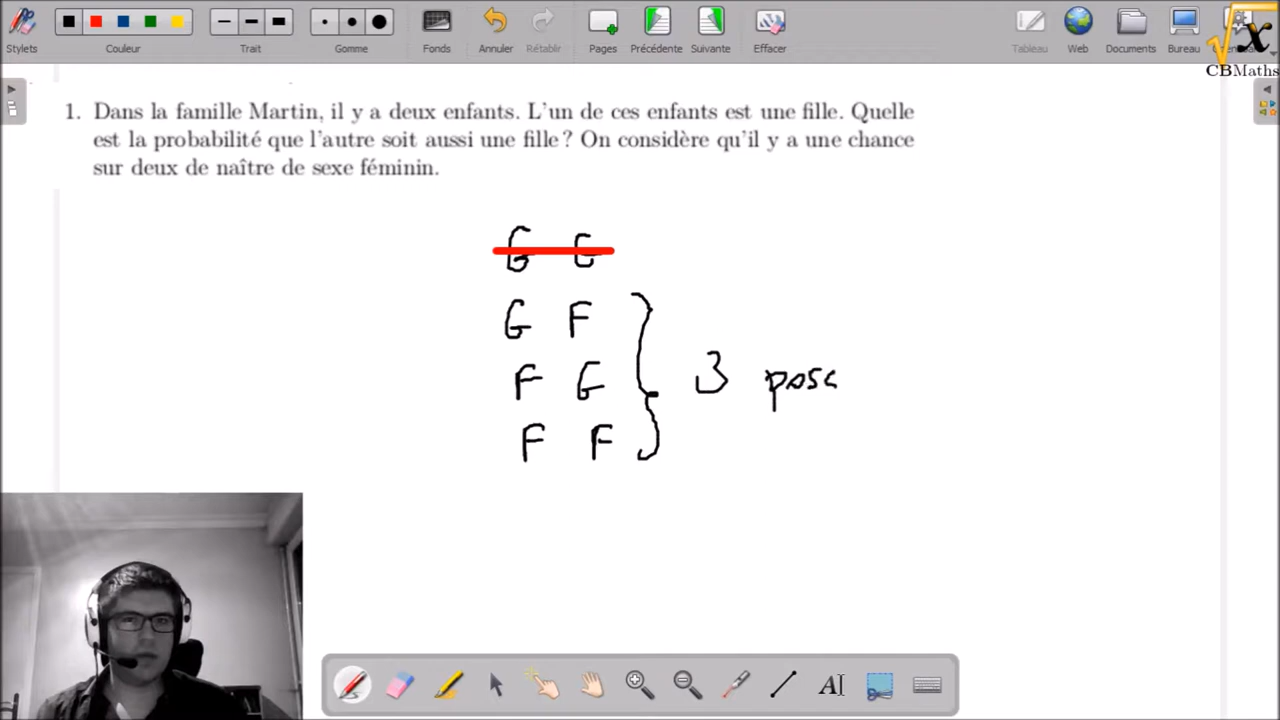 Stylets Couleur Trait Gomme Fonds Annuler Rétablir Pages Précédente Suivante Effacer Tableau Web Documents Bureau
√x
CBMaths
1. Dans la famille Martin, il y a deux enfants. L'un de ces enfants est une fille. Quelle
est la probabilité que l'autre soit aussi une fille ? On considère qu'il y a une chance
sur deux de naître de sexe féminin.
G G
G F
F G
F F
3 poss
AI